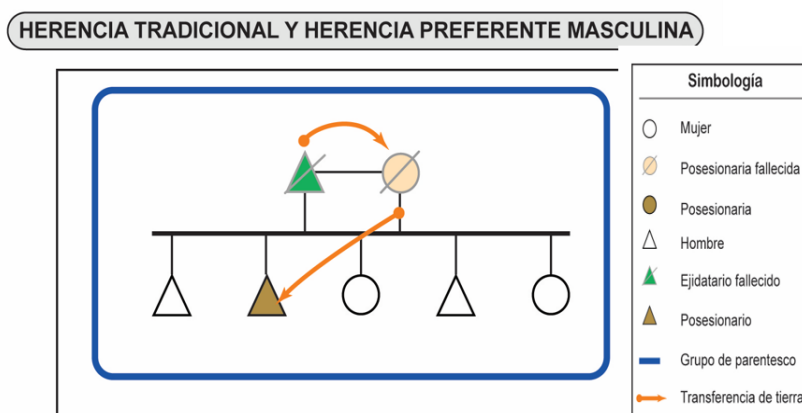 HERENCIA TRADICIONAL Y HERENCIA PREFERENTE MASCULINA
Simbología
Mujer
Posesionaria fallecida
Posesionaria
Hombre
Ejidatario fallecido
Posesionario
Grupo de parentesco
Transferencia de tierra